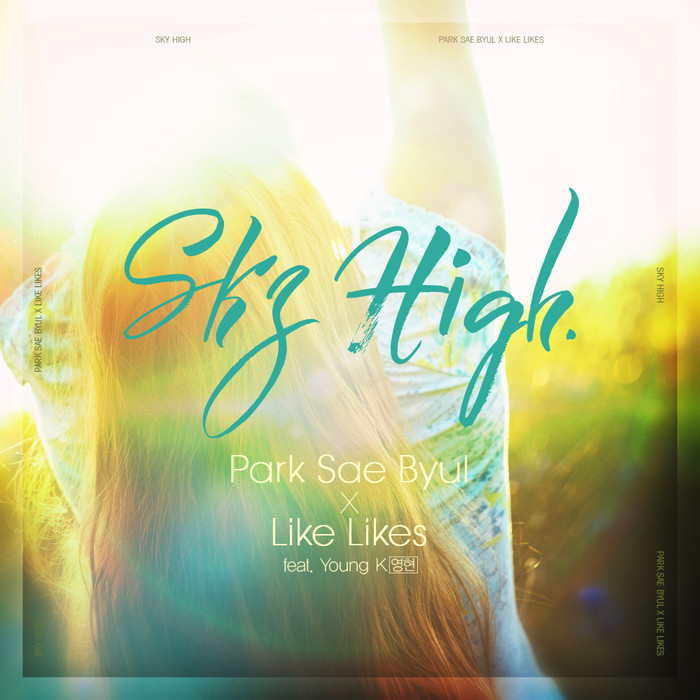 SKY HIGH
PARK SAE BYUL X LIKE LIKES
Sky High.
PARK SAE BYUL X LIKE LIKES
SKY HIGH
Park Sae Byul
X
Like Likes
feat. Young K 영현
SKY HIGH
PARK SAE BYUL X LIKE LIKES